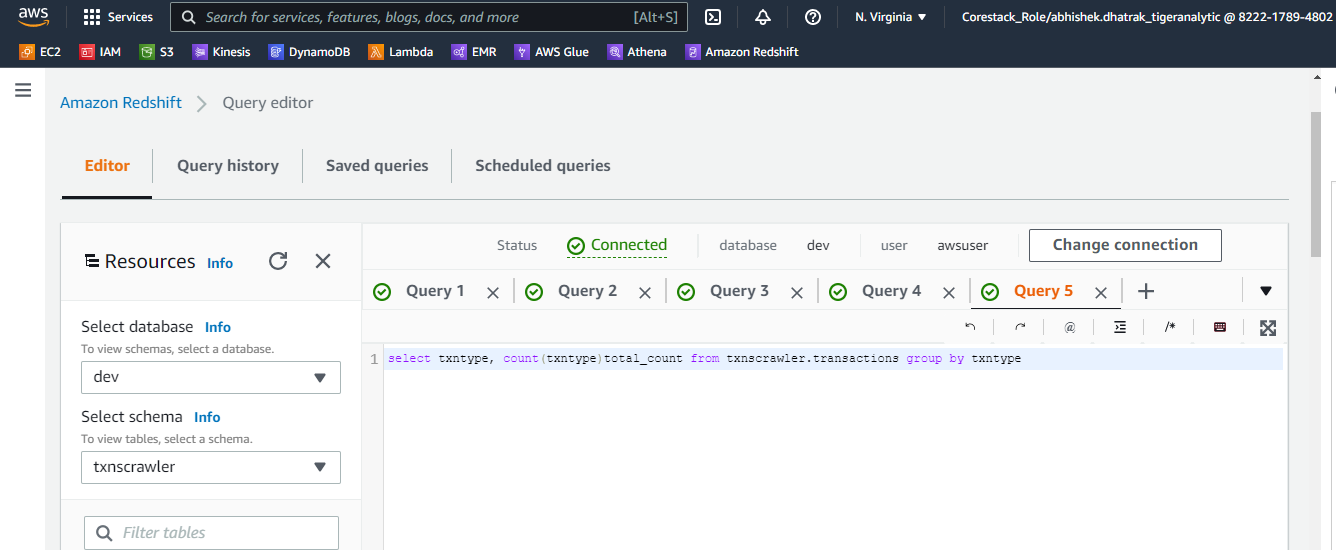 aws Services Search for services, features, blogs, docs, and more [Alt+S] N. Virginia Corestack_Role/abhishek.dhatrak_tigeranalytic @ 8222-1789-4802
EC2 IAM S3 Kinesis DynamoDB Lambda EMR AWS Glue Athena Amazon Redshift
Amazon Redshift > Query editor
Editor Query history Saved queries Scheduled queries
Status Connected database dev user awsuser Change connection
Resources Info
Query 1 Query 2 Query 3 Query 4 Query 5
@ /*
1 select txntype, count(txntype)total_count from txnscrawler.transactions group by txntype
Select database Info
To view schemas, select a database.
dev
Select schema Info
To view tables, select a schema.
txnscrawler
Filter tables